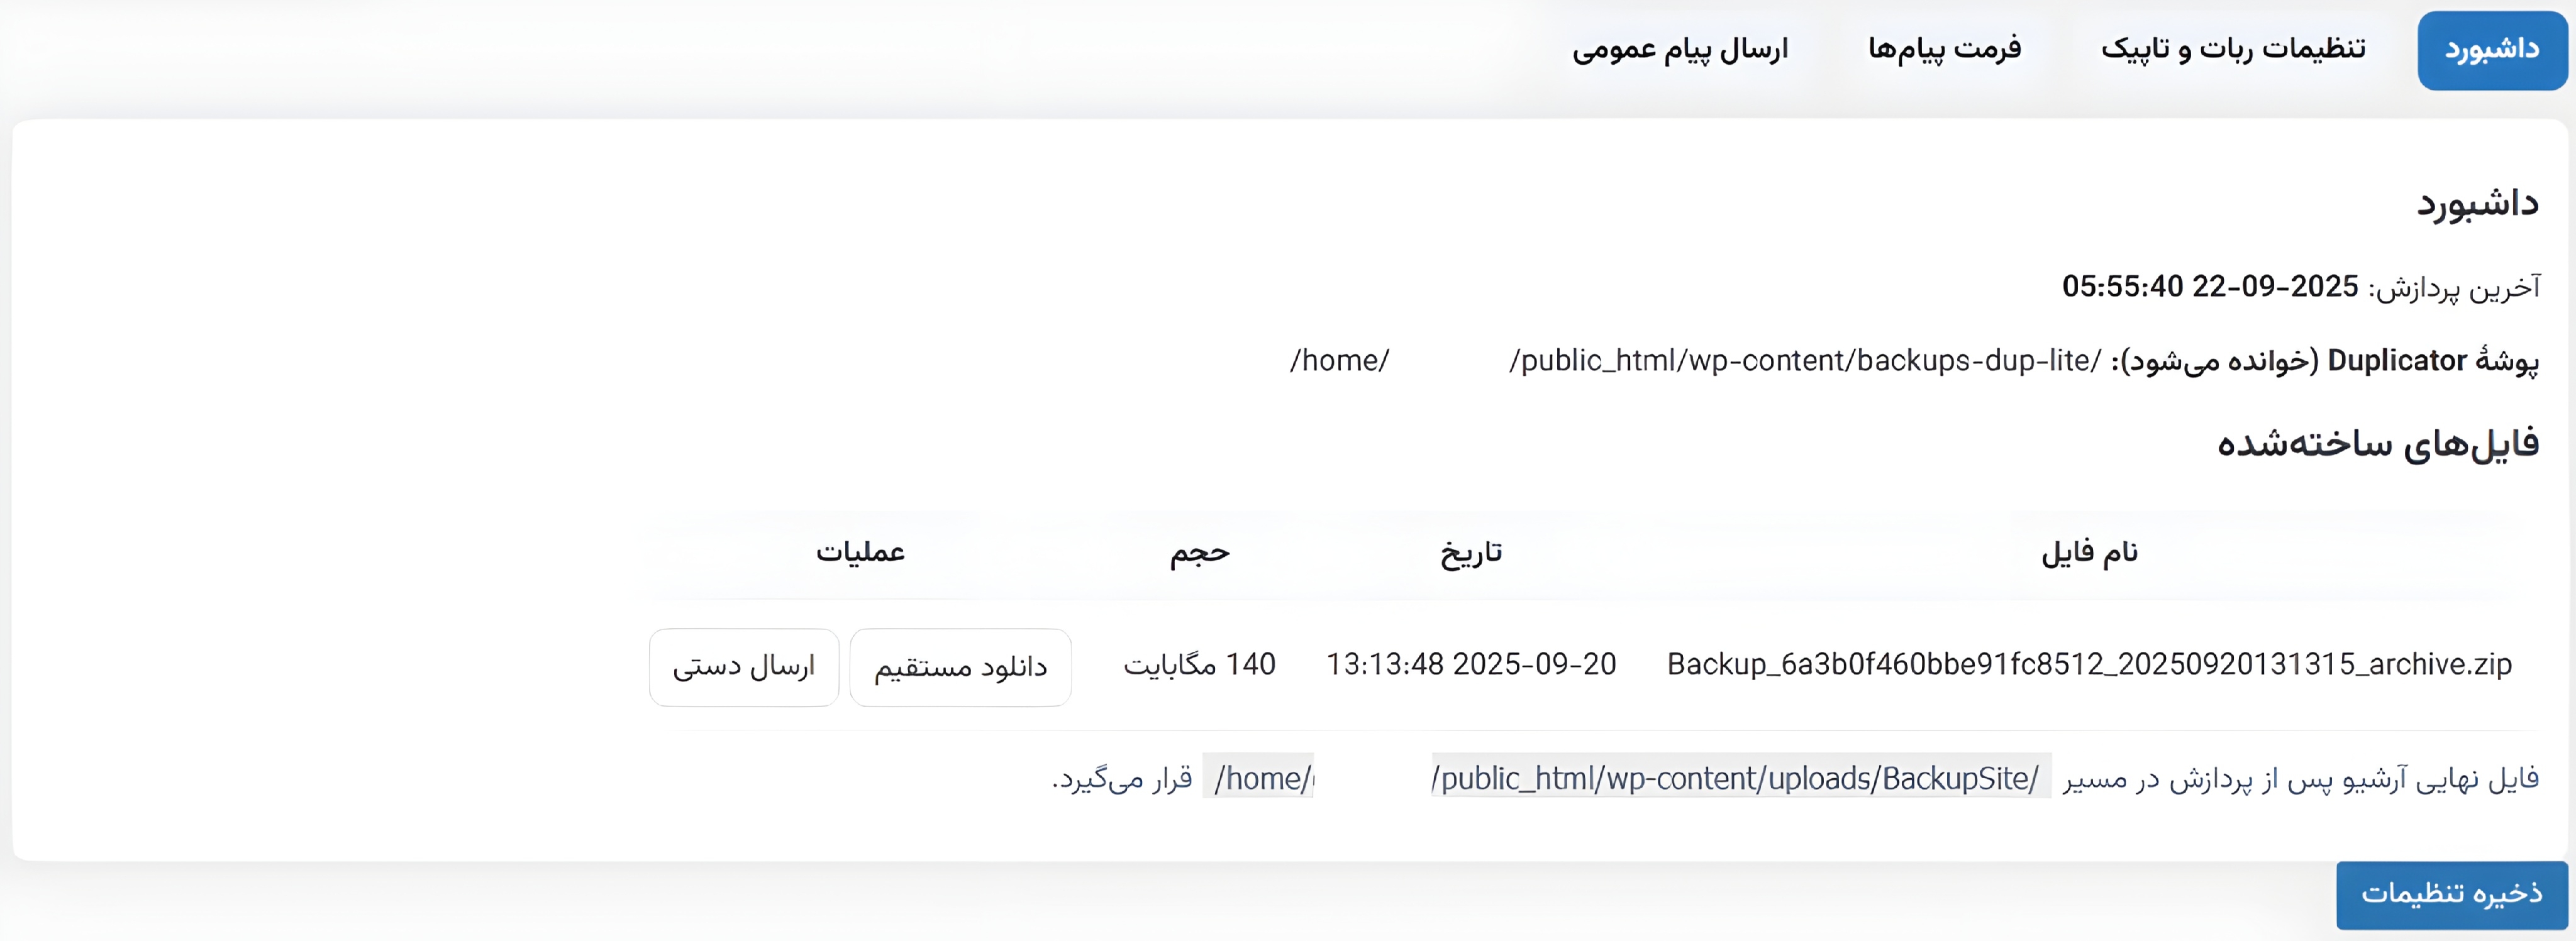 داشبورد
تنظیمات ربات و تاپیک
فرمت پیام‌ها
ارسال پیام عمومی
داشبورد
آخرین پردازش: 2025-09-22 05:55:40
پوشهٔ Duplicator (خوانده می‌شود): /public_html/wp-content/backups-dup-lite/ /home/
فایل‌های ساخته‌شده
نام فایل تاریخ حجم عملیات
Backup_6a3b0f460bbe91fc8512_20250920131315_archive.zip 2025-09-20 13:13:48 140 مگابایت دانلود مستقیم ارسال دستی
فایل نهایی آرشیو پس از پردازش در مسیر /public_html/wp-content/uploads/BackupSite/ /home/ قرار می‌گیرد.
ذخیره تنظیمات